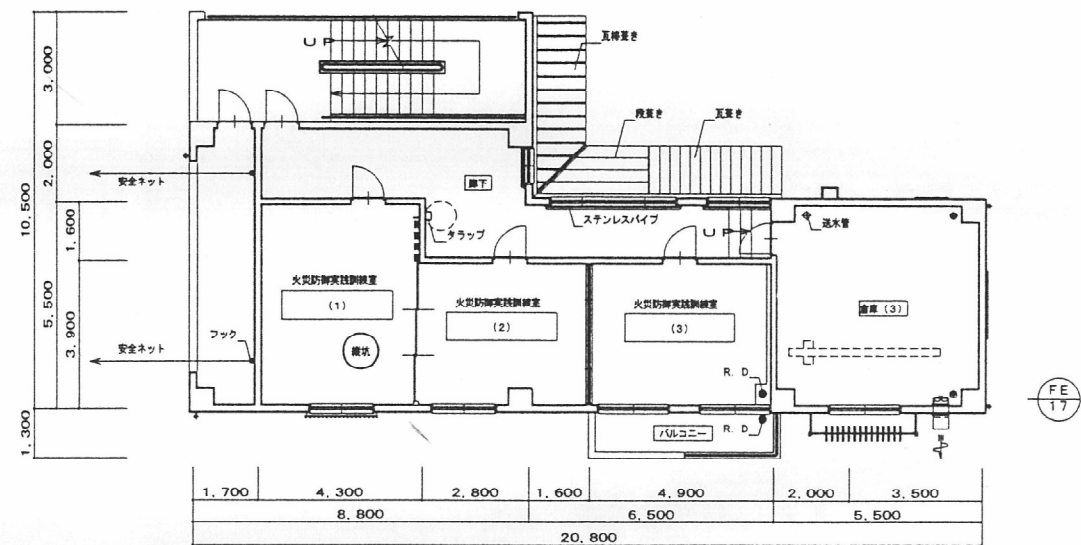 UP
瓦棒葺き
段葺き
瓦葺き
3,000
2,000
10,500
1,600
5,500
3,900
1,300
安全ネット
廊下
ステンレスパイプ
タラップ
UP
送水管
火災防御実践訓練室
(1)
火災防御実践訓練室
(2)
火災防御実践訓練室
(3)
倉庫(3)
フック
安全ネット
縦坑
R.D
R.D
バルコニー
FE
17
1,700
4,300
2,800
1,600
4,900
2,000
3,500
8,800
6,500
5,500
20,800